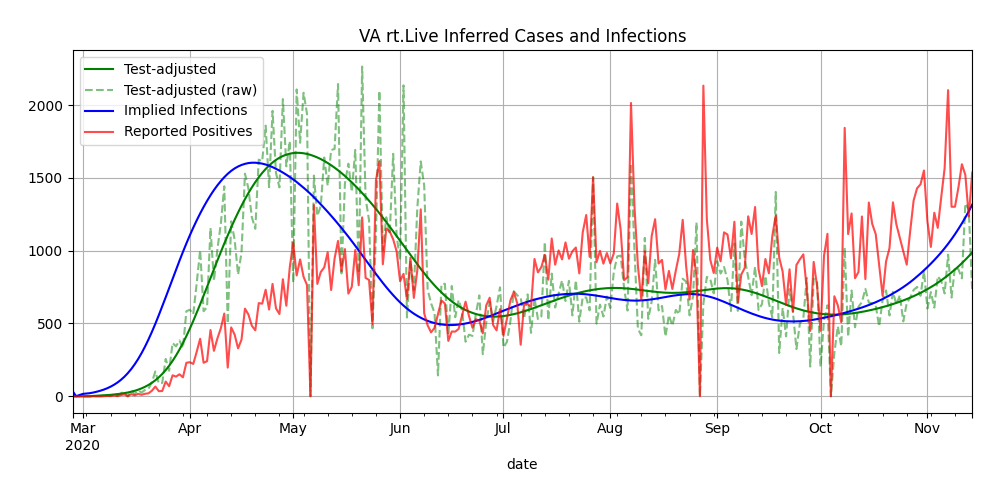 VA rt.Live Inferred Cases and Infections
Test-adjusted
Test-adjusted (raw)
Implied Infections
Reported Positives
2000
1500
1000
500
0
Mar Apr May Jun Jul Aug Sep Oct Nov
2020
date